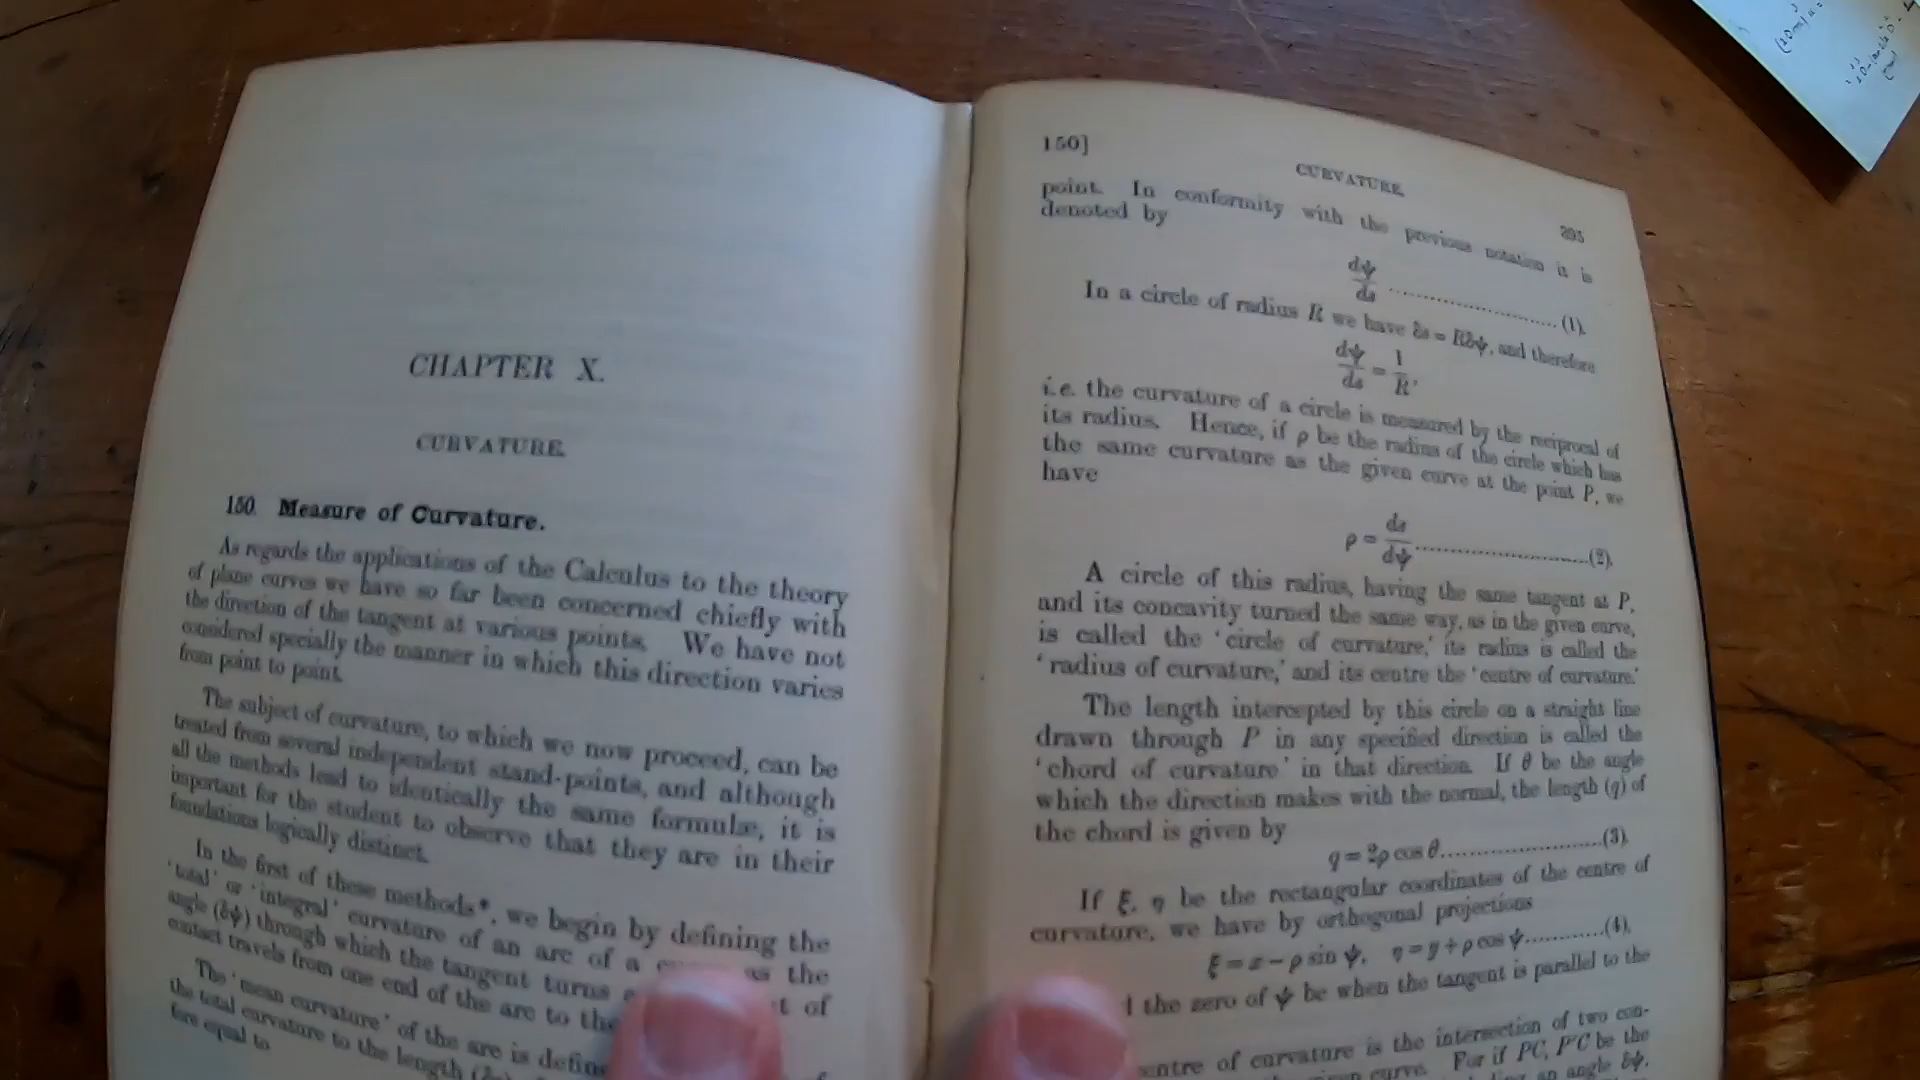 CHAPTER X.
CURVATURE.
150. Measure of Curvature.
As regards the applications of the Calculus to the theory
of plane curves we have so far been concerned chiefly with
the direction of the tangent at various points. We have not
considered specially the manner in which this direction varies
from point to point.
The subject of curvature, to which we now proceed, can be
treated from several independent stand-points, and although
all the methods lead to identically the same formulæ, it is
important for the student to observe that they are in their
foundations logically distinct.
In the first of these methods*, we begin by defining the
'total' or 'integral' curvature of an arc of a as the
angle (δψ) through which the tangent turns of
contact travels from one end of the arc to the
The 'mean curvature' of the arc is
the total curvature to the length (δs)
fore equal to
150]
CURVATURE.
295
point. In conformity with the previous notation it is
denoted by
dψ/ds ..............................(1).
In a circle of radius R we have δs = Rδψ, and therefore
dψ/ds = 1/R,
i.e. the curvature of a circle is measured by the reciprocal of
its radius. Hence, if ρ be the radius of the circle which has
the same curvature as the given curve at the point P, we
have
ρ = ds/dψ ..............................(2).
A circle of this radius, having the same tangent at P,
and its concavity turned the same way, as in the given curve,
is called the 'circle of curvature,' its radius is called the
'radius of curvature,' and its centre the 'centre of curvature.'
The length intercepted by this circle on a straight line
drawn through P in any specified direction is called the
'chord of curvature' in that direction. If θ be the angle
which the direction makes with the normal, the length (q) of
the chord is given by
q = 2ρ cos θ..............................(3).
If ξ, η be the rectangular coordinates of the centre of
curvature, we have by orthogonal projections
ξ = x − ρ sin ψ, η = y + ρ cos ψ............(4),
the zero of ψ be when the tangent is parallel to the
centre of curvature is the intersection of two con-
curve. For if PC, P'C be the
an angle δψ,